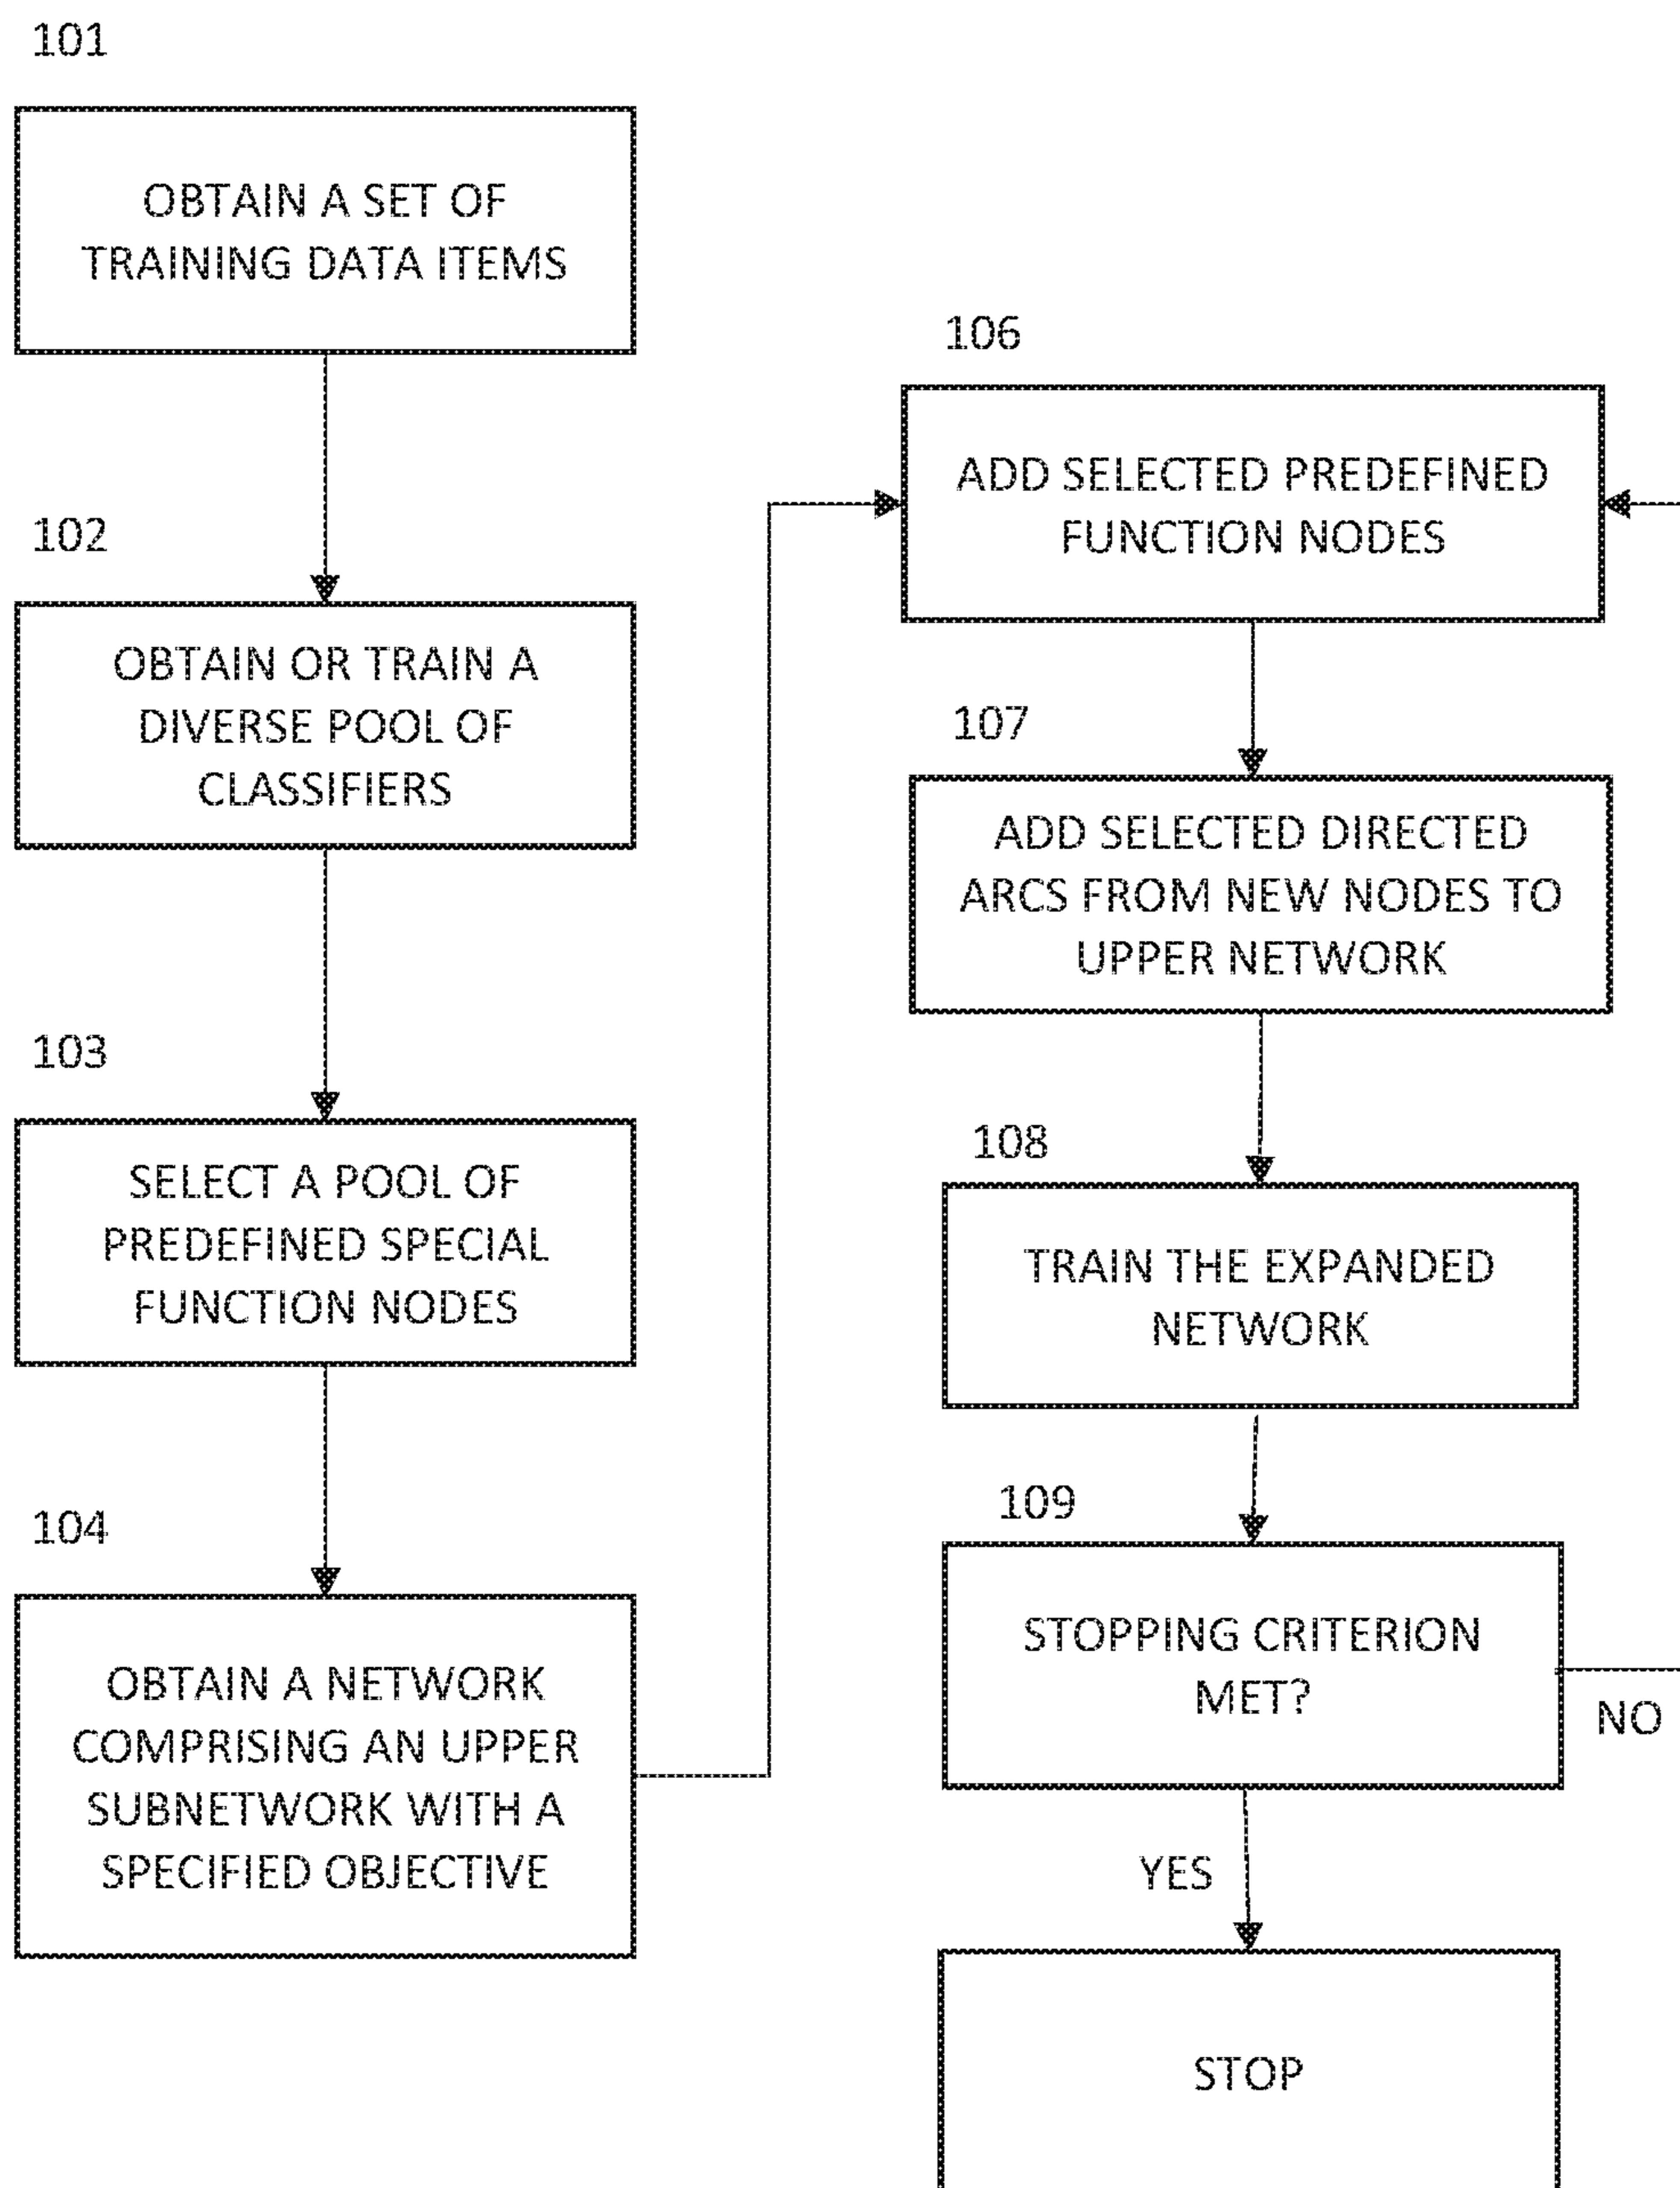 101
OBTAIN A SET OF
TRAINING DATA ITEMS
102
OBTAIN OR TRAIN A
DIVERSE POOL OF
CLASSIFIERS
103
SELECT A POOL OF
PREDEFINED SPECIAL
FUNCTION NODES
104
OBTAIN A NETWORK
COMPRISING AN UPPER
SUBNETWORK WITH A
SPECIFIED OBJECTIVE
106
ADD SELECTED PREDEFINED
FUNCTION NODES
107
ADD SELECTED DIRECTED
ARCS FROM NEW NODES TO
UPPER NETWORK
108
TRAIN THE EXPANDED
NETWORK
109
STOPPING CRITERION
MET?
NO
YES
STOP